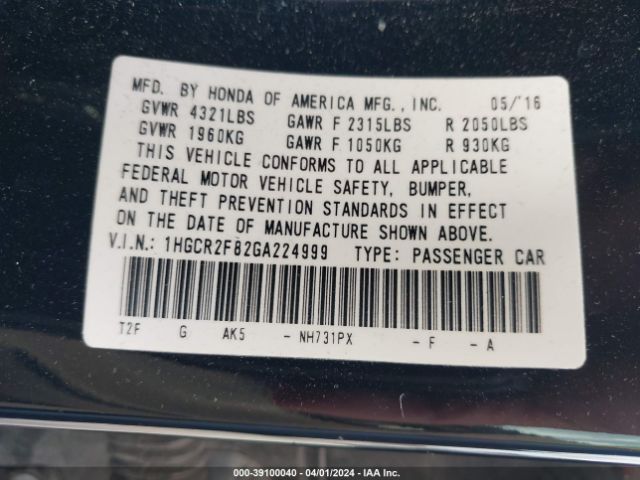 MFD. BY HONDA OF AMERICA MFG., INC. 05/'16
GVWR 4321LBS GAWR F 2315LBS R 2050LBS
GVWR 1960KG GAWR F 1050KG R 930KG
THIS VEHICLE CONFORMS TO ALL APPLICABLE
FEDERAL MOTOR VEHICLE SAFETY, BUMPER,
AND THEFT PREVENTION STANDARDS IN EFFECT
ON THE DATE OF MANUFACTURE SHOWN ABOVE.
V.I.N.: 1HGCR2F82GA224999 TYPE: PASSENGER CAR
T2F G AK5 - NH731PX - F - A
000-39100040 - 04/01/2024 - IAA Inc.